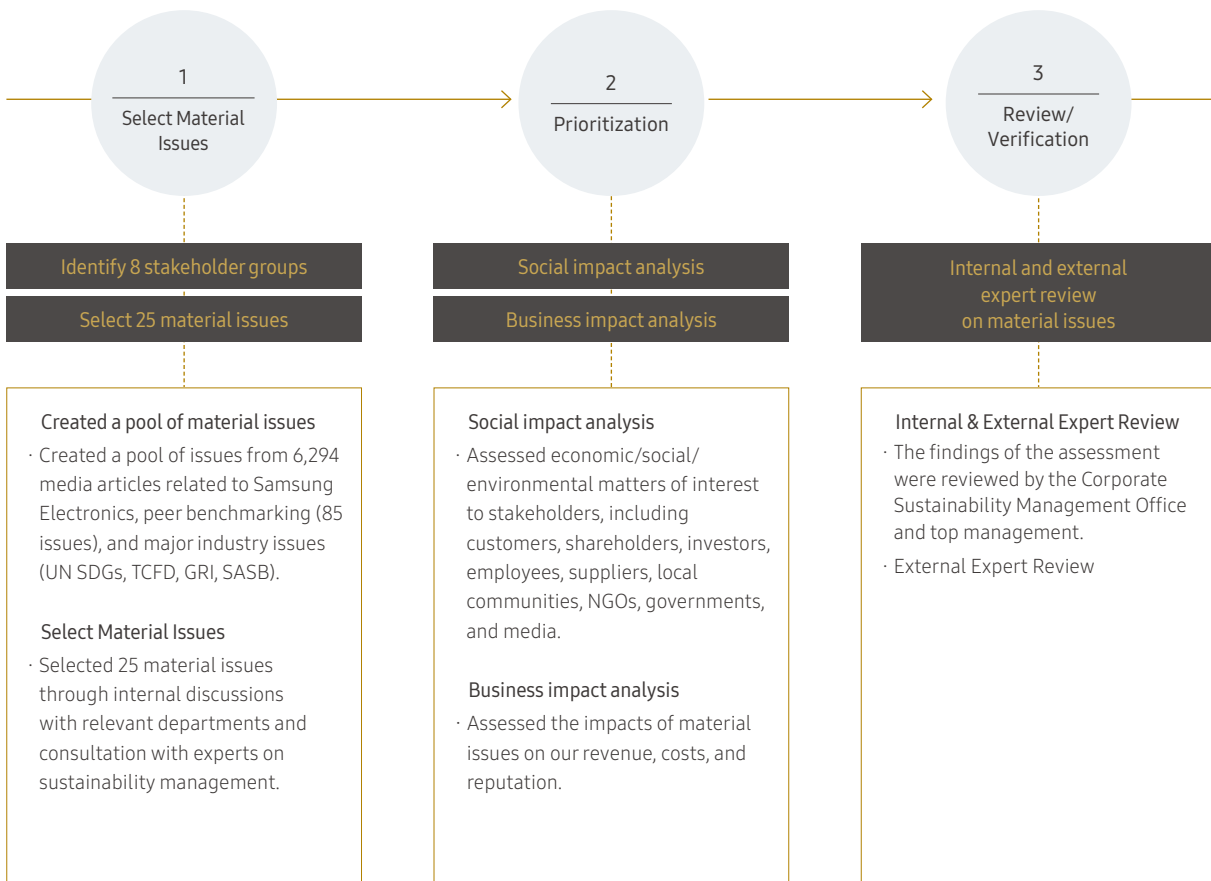 1
Select Material
Issues
2
Prioritization
3
Review/
Verification
Identify 8 stakeholder groups
Select 25 material issues
Social impact analysis
Business impact analysis
Internal and external
expert review
on material issues
Created a pool of material issues
· Created a pool of issues from 6,294
media articles related to Samsung
Electronics, peer benchmarking (85
issues), and major industry issues
(UN SDGs, TCFD, GRI, SASB).
Select Material Issues
· Selected 25 material issues
through internal discussions
with relevant departments and
consultation with experts on
sustainability management.
Social impact analysis
· Assessed economic/social/
environmental matters of interest
to stakeholders, including
customers, shareholders, investors,
employees, suppliers, local
communities, NGOs, governments,
and media.
Business impact analysis
· Assessed the impacts of material
issues on our revenue, costs, and
reputation.
Internal & External Expert Review
· The findings of the assessment
were reviewed by the Corporate
Sustainability Management Office
and top management.
· External Expert Review